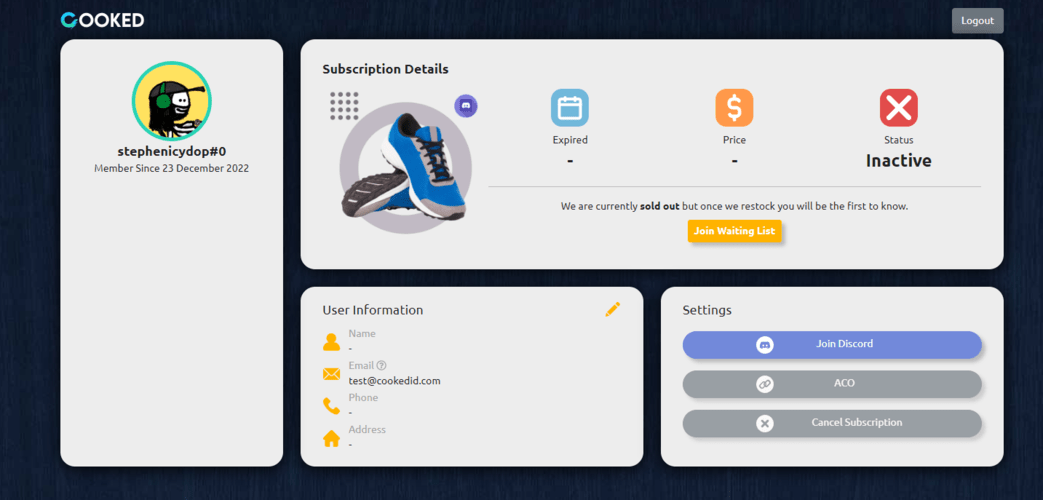 COOKED
Logout
stephenicydop#0
Member Since 23 December 2022
Subscription Details
Expired
-
Price
-
Status
Inactive
We are currently sold out but once we restock you will be the first to know.
Join Waiting List
User Information
Name
-
Email
test@cookedid.com
Phone
-
Address
-
Settings
Join Discord
ACO
Cancel Subscription